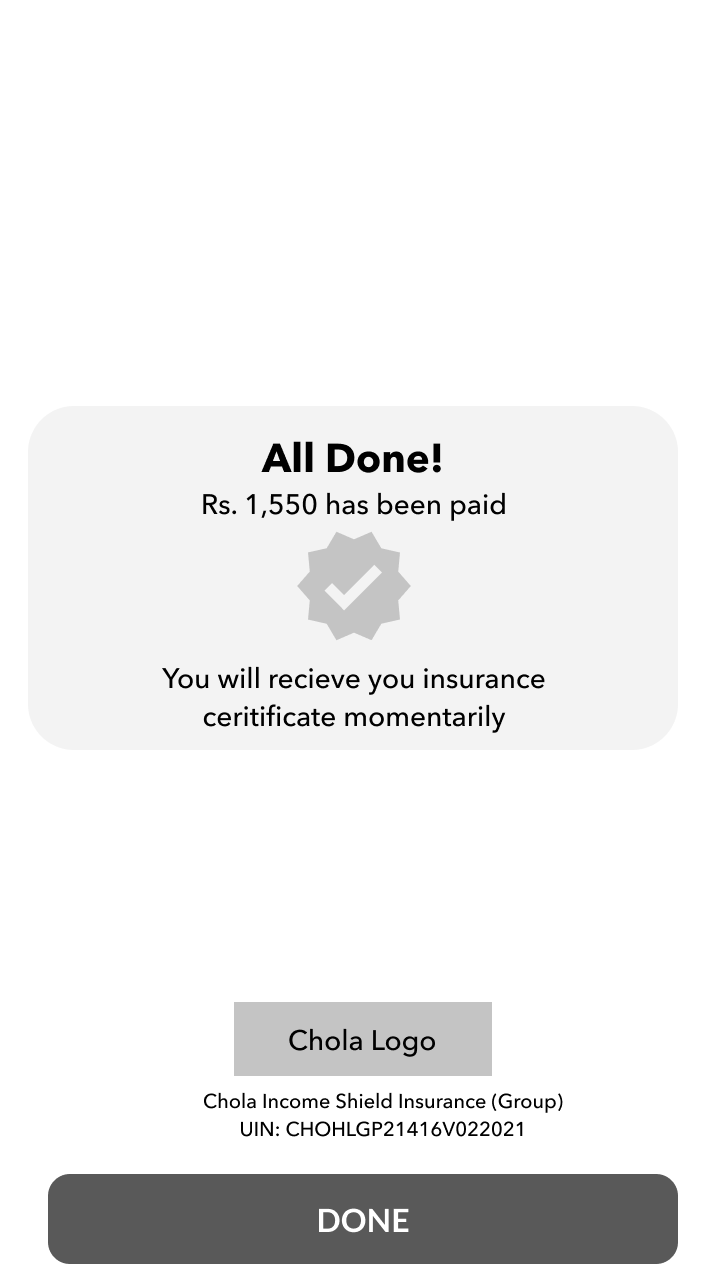 All Done!
Rs. 1,550 has been paid
You will recieve you insurance
ceritificate momentarily
Chola Logo
Chola Income Shield Insurance (Group)
UIN: CHOHLGP21416V022021
DONE